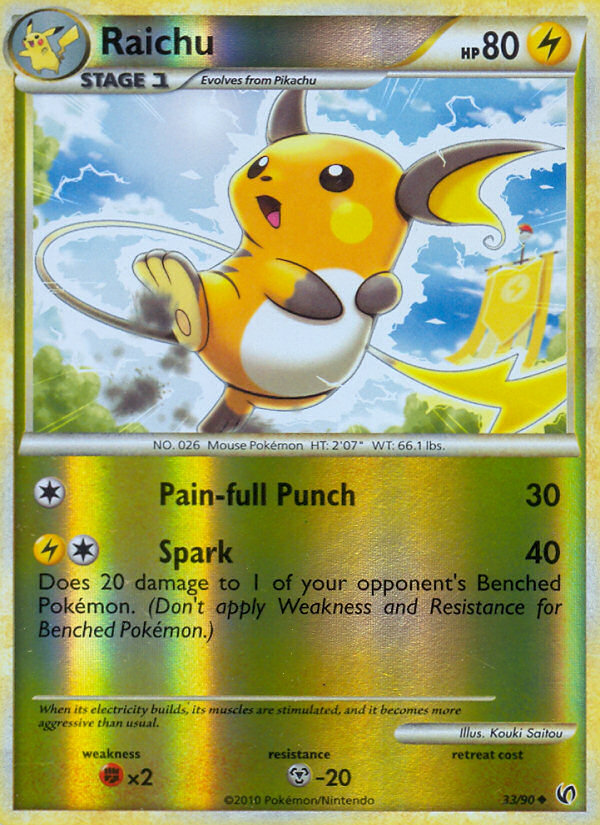 Raichu
HP 80
STAGE 1
Evolves from Pikachu
NO. 026 Mouse Pokémon HT: 2'07" WT: 66.1 lbs.
Pain-full Punch 30
Spark 40
Does 20 damage to 1 of your opponent's Benched
Pokémon. (Don't apply Weakness and Resistance for
Benched Pokémon.)
When its electricity builds, its muscles are stimulated, and it becomes more
aggressive than usual.
Illus. Kouki Saitou
weakness resistance retreat cost
×2 -20
©2010 Pokémon/Nintendo 33/90